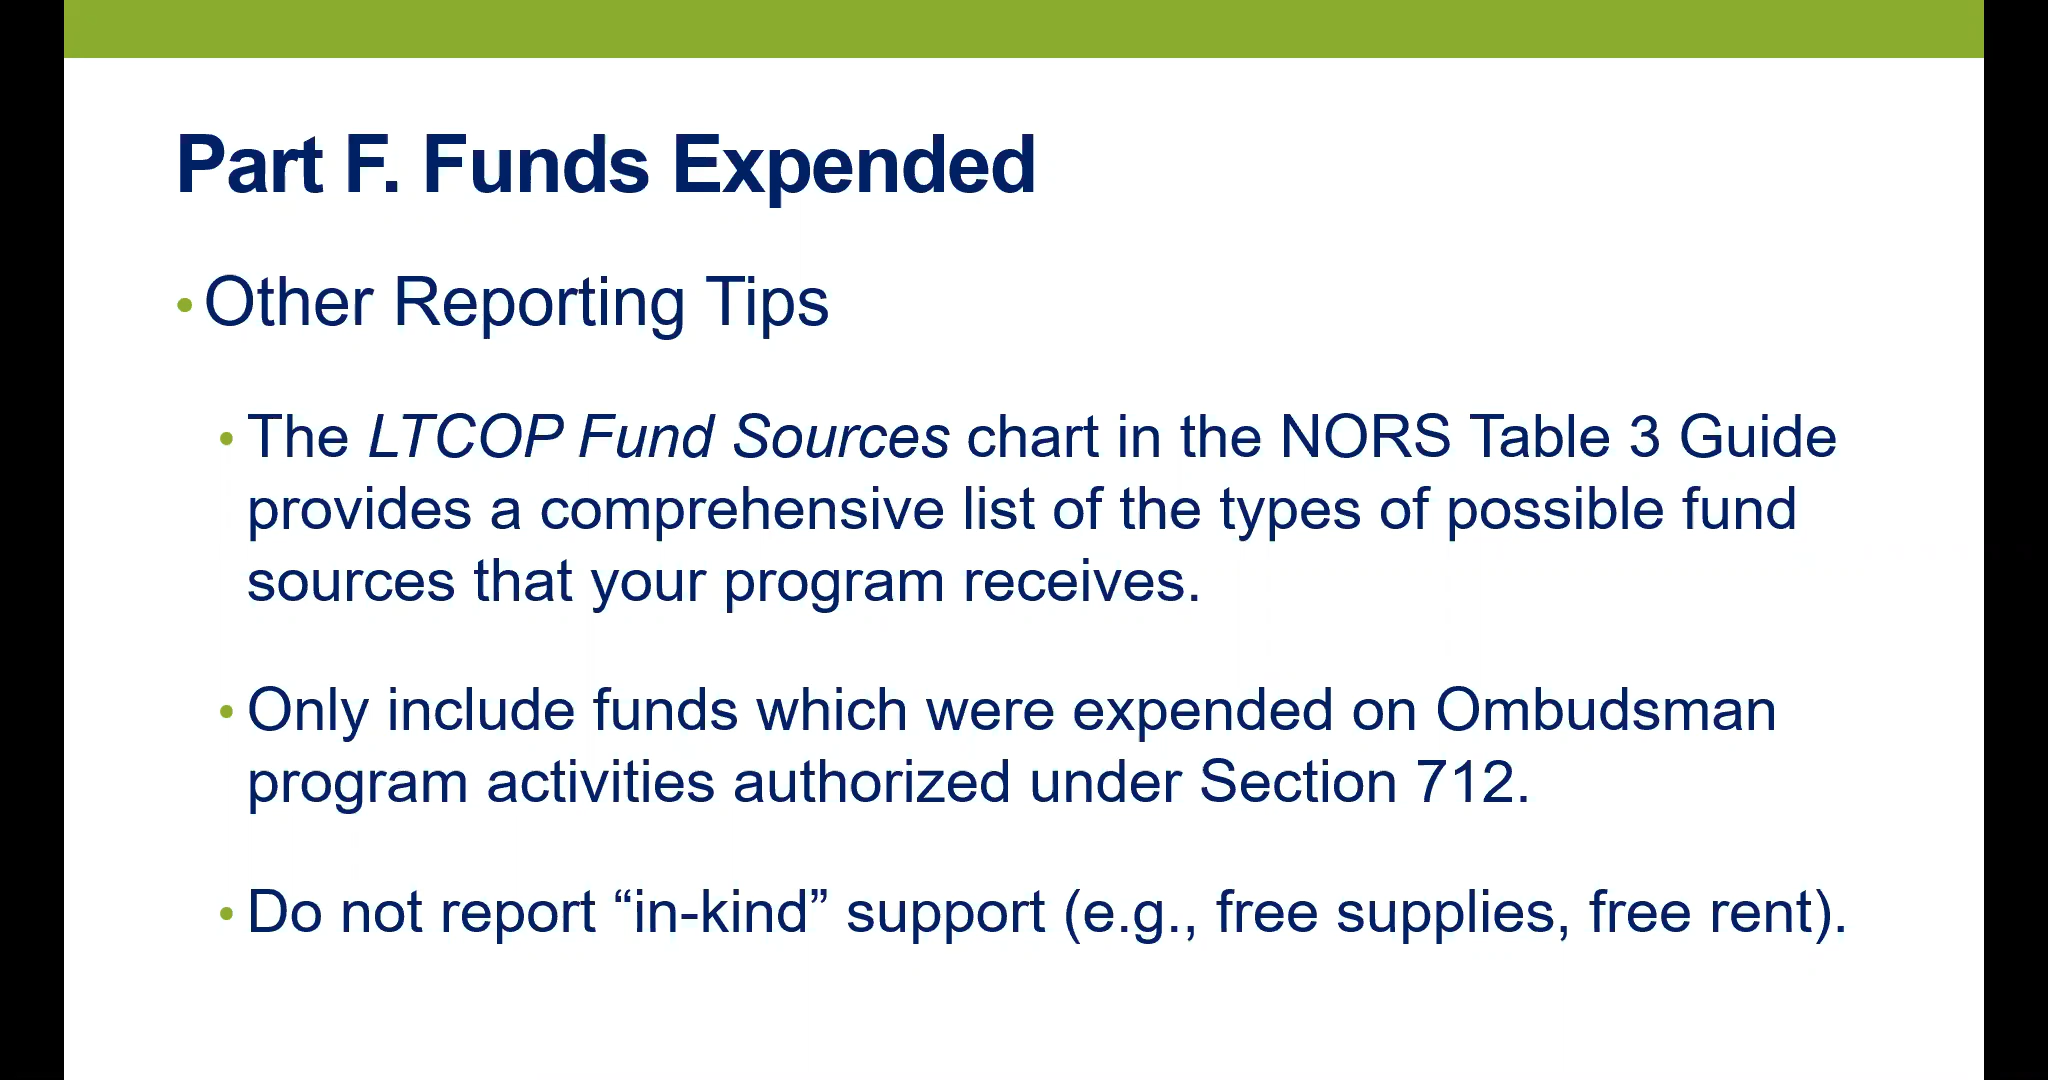 Part F. Funds Expended
• Other Reporting Tips
• The LTCOP Fund Sources chart in the NORS Table 3 Guide
provides a comprehensive list of the types of possible fund
sources that your program receives.
• Only include funds which were expended on Ombudsman
program activities authorized under Section 712.
• Do not report “in-kind” support (e.g., free supplies, free rent).